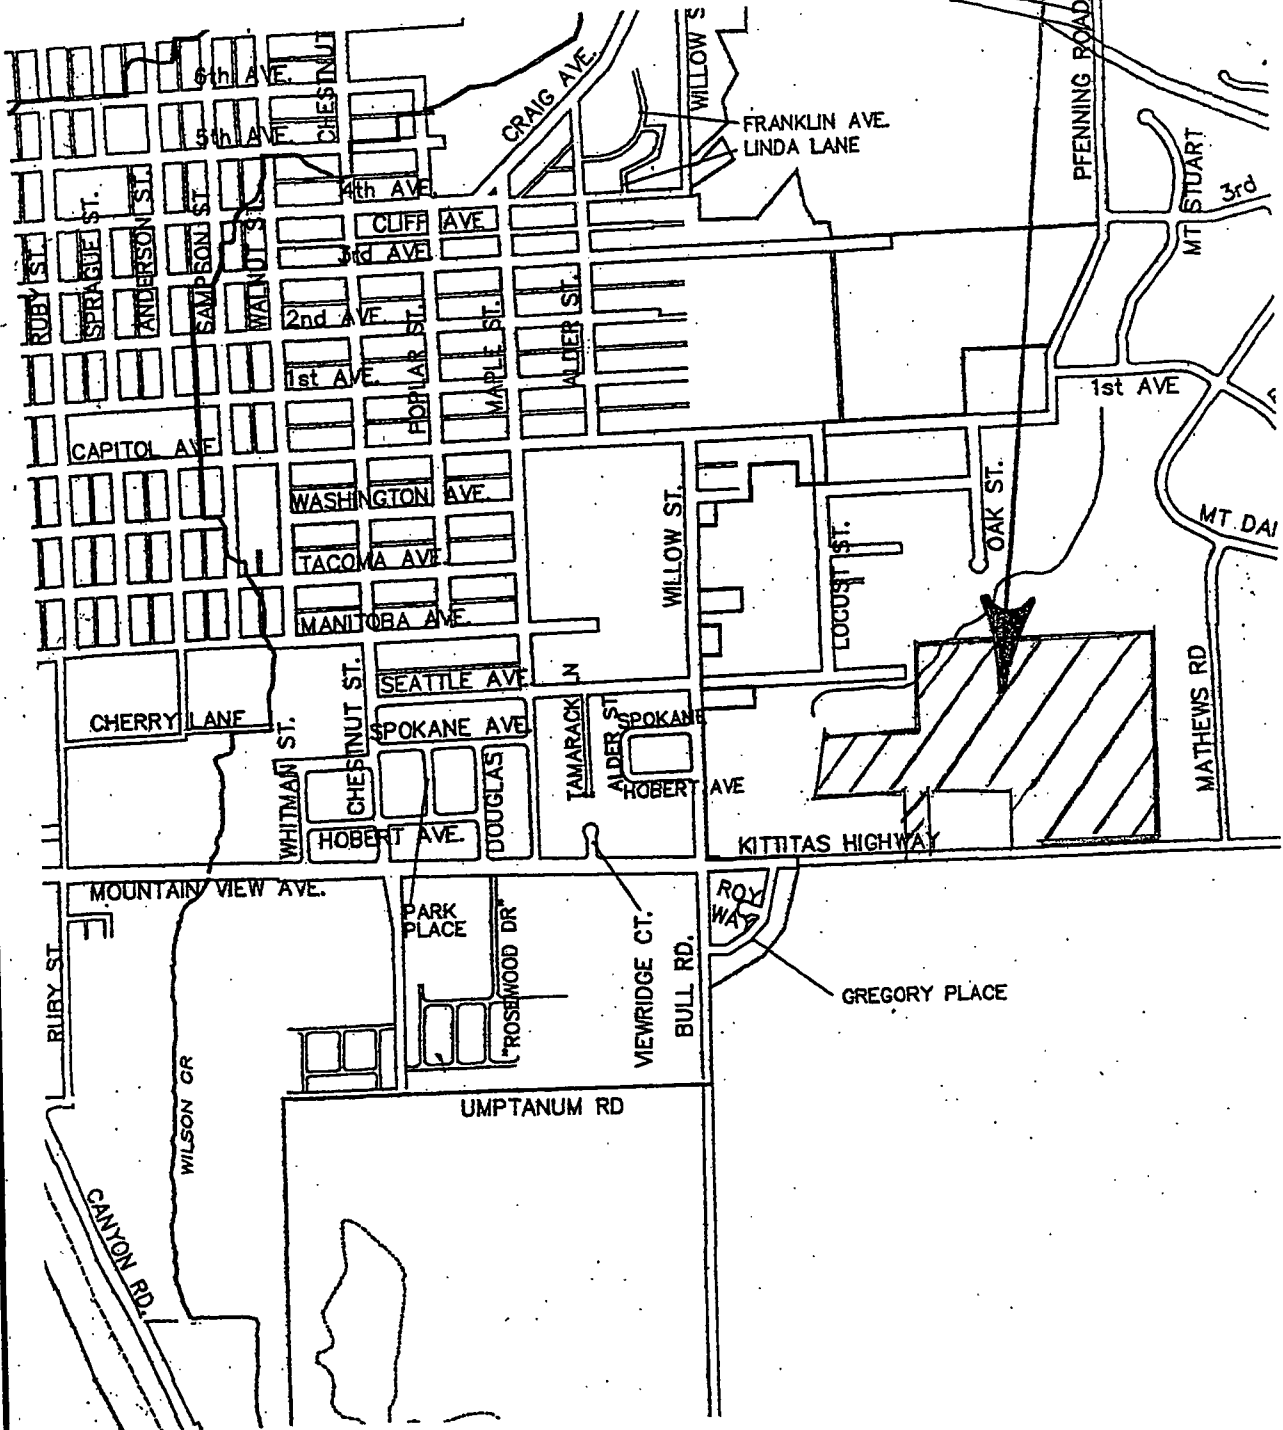 6th AVE.
CHESTNUT
CRAIG AVE.
WILLOW S
PFENNING ROAD
5th AVE.
FRANKLIN AVE.
LINDA LANE
4th AVE.
CLIFF AVE
3rd AVE
MT STUART
3rd
RUBY ST.
SPRAGUE ST.
ANDERSON ST.
SAMPSON ST
WALNUT ST.
2nd AVE.
POPLAR ST.
MAPLE ST.
ALDER ST.
1st AVE.
1st AVE
CAPITOL AVE
WASHINGTON AVE.
WILLOW ST.
OAK ST.
MT. DAI
TACOMA AVE.
LOCUST ST.
MANITOBA AVE.
SEATTLE AVE
CHERRY LANE
WHITMAN ST.
CHESTNUT ST.
SPOKANE AVE.
TAMARACK LN
ALDER ST
SPOKANE
MATHEWS RD
DOUGLAS
HOBERT AVE
HOBERT AVE.
KITTITAS HIGHWAY
MOUNTAIN VIEW AVE.
PARK
PLACE
"ROSEWOOD DR"
VIEWRIDGE CT.
BULL RD.
ROY
WAY
GREGORY PLACE
RUBY ST.
WILSON CR
UMPTANUM RD
CANYON RD.